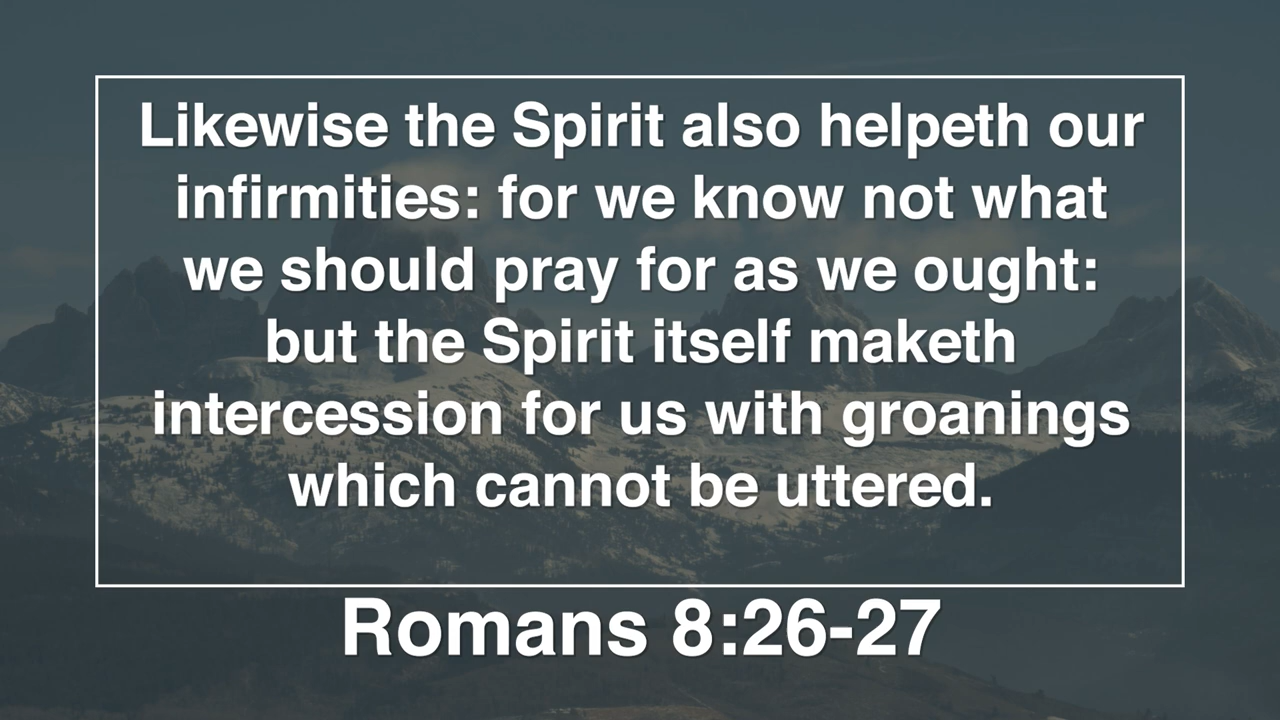 Likewise the Spirit also helpeth our
infirmities: for we know not what
we should pray for as we ought:
but the Spirit itself maketh
intercession for us with groanings
which cannot be uttered.
Romans 8:26-27